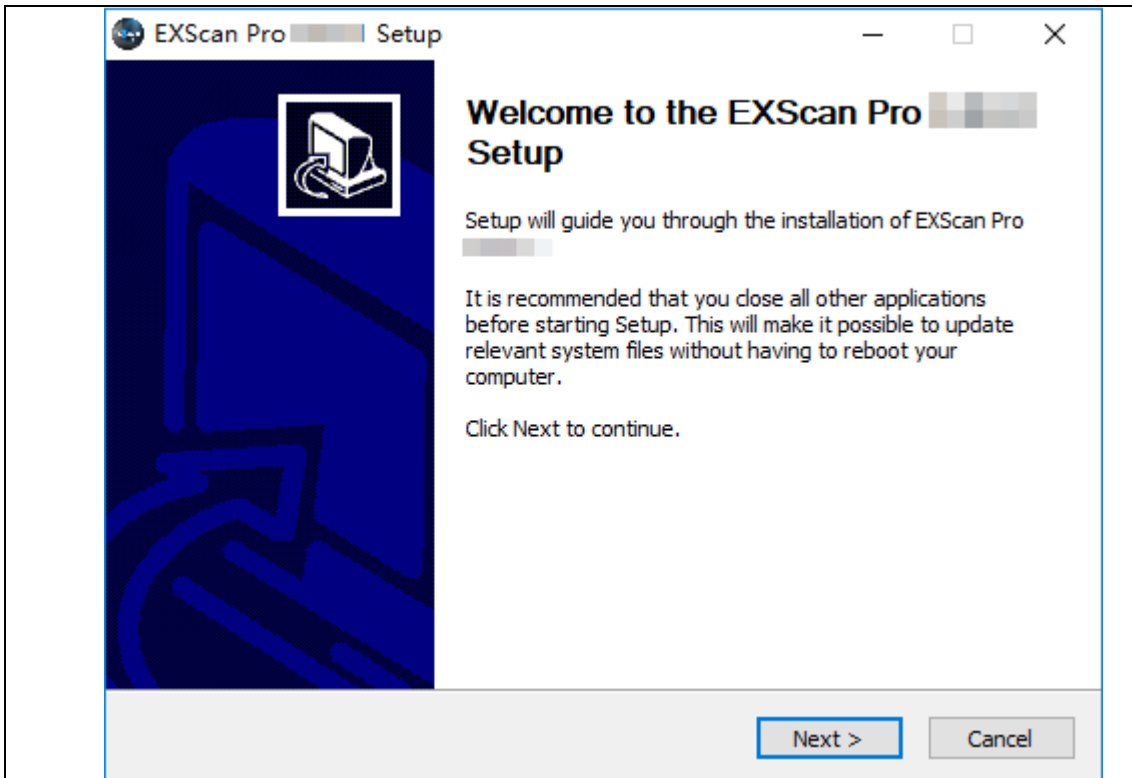 EXScan Pro Setup
Welcome to the EXScan Pro
Setup
Setup will guide you through the installation of EXScan Pro
It is recommended that you close all other applications
before starting Setup. This will make it possible to update
relevant system files without having to reboot your
computer.
Click Next to continue.
Next >
Cancel